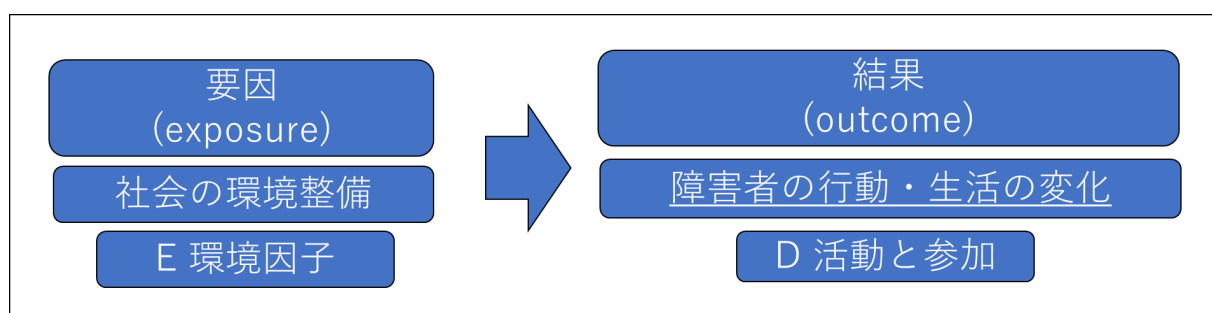 要因
(exposure)
社会の環境整備
E 環境因子
結果
(outcome)
障害者の行動・生活の変化
D 活動と参加